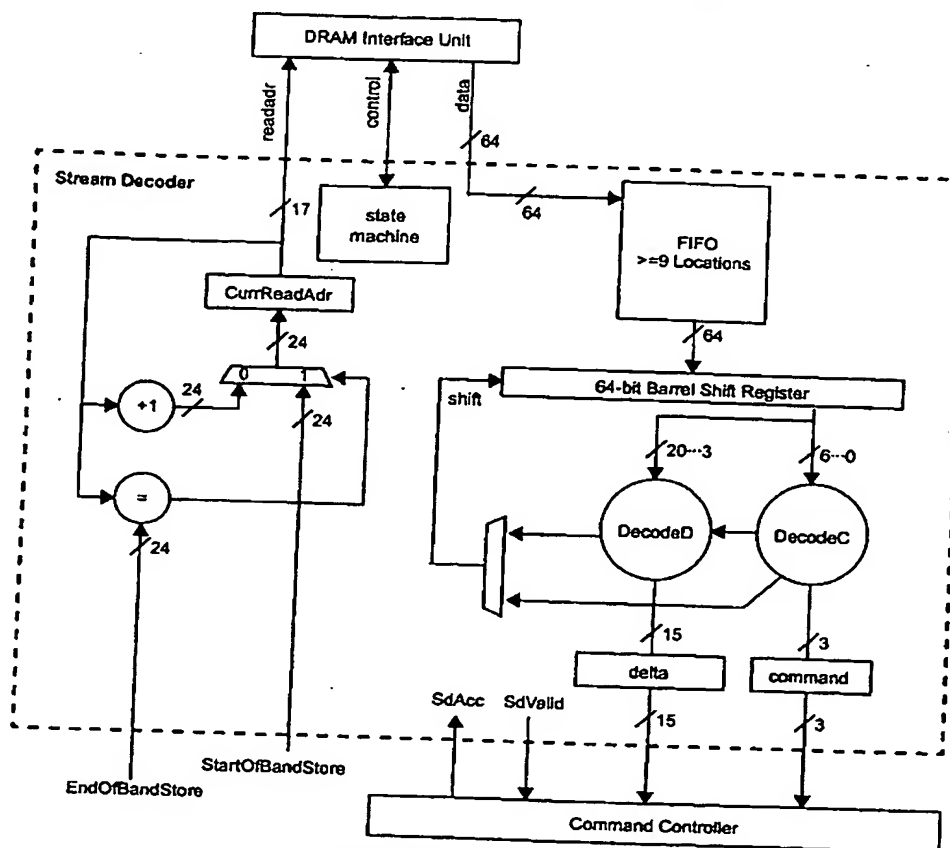 DRAM Interface Unit
readadr
control
data
64
Stream Decoder
17
state
machine
64
FIFO
>=9 Locations
CurrReadAdr
24
64
0 1
64-bit Barrel Shift Register
shift
+1
24
24
20...3
6...0
=
DecodeD
DecodeC
24
15
3
delta
command
SdAcc
SdValid
15
3
StartOfBandStore
EndOfBandStore
Command Controller